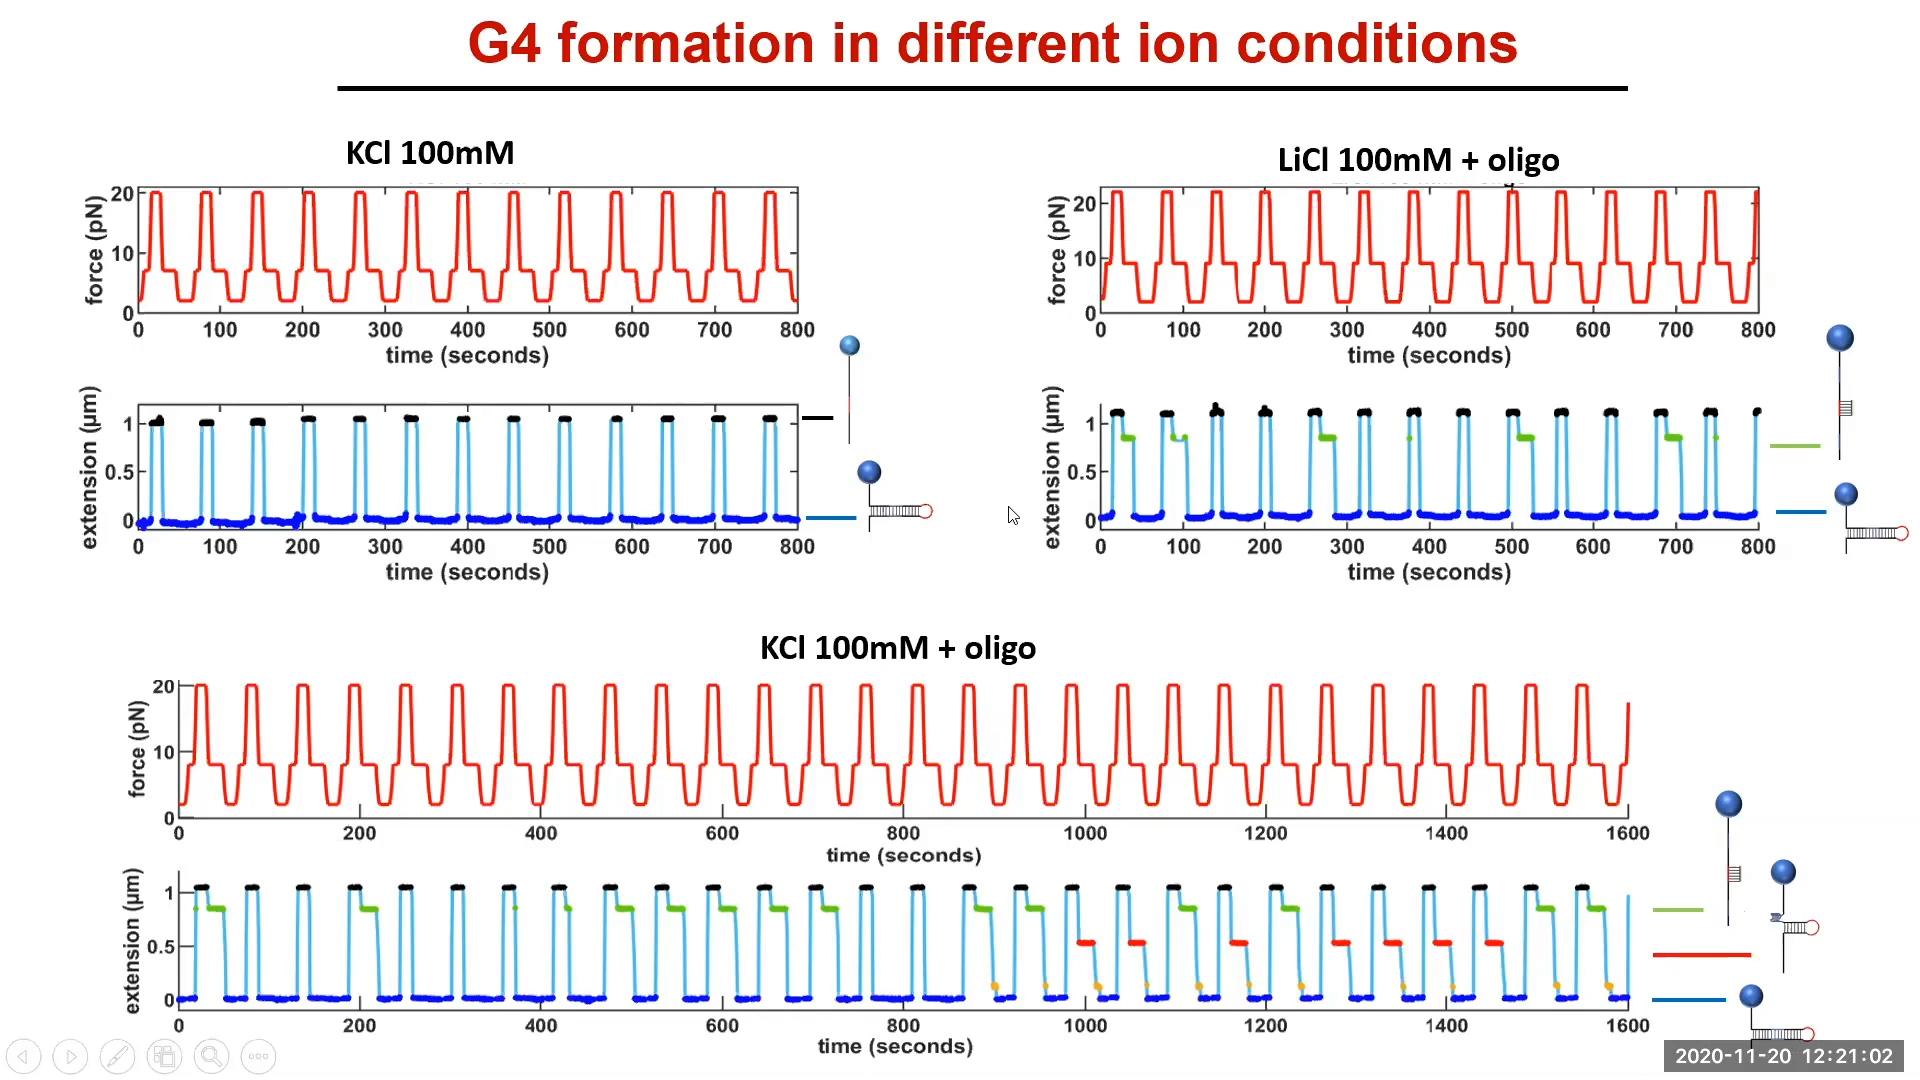 G4 formation in different ion conditions
KCl 100mM
force (pN)
20
10
0
0 100 200 300 400 500 600 700 800
time (seconds)
extension (µm)
1
0.5
0
0 100 200 300 400 500 600 700 800
time (seconds)
LiCl 100mM + oligo
force (pN)
20
10
0
0 100 200 300 400 500 600 700 800
time (seconds)
extension (µm)
1
0.5
0
0 100 200 300 400 500 600 700 800
time (seconds)
KCl 100mM + oligo
force (pN)
20
10
0
0 200 400 600 800 1000 1200 1400 1600
time (seconds)
extension (µm)
1
0.5
0
0 200 400 600 800 1000 1200 1400 1600
time (seconds)
2020-11-20 12:21:02